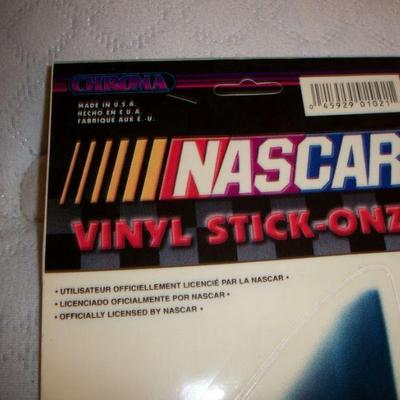 CHROMA
MADE IN U.S.A.
HECHO EN E.U.A.
FABRIQUÉ AUX É.-U.
0 45929 01021
NASCAR
VINYL STICK-ONZ
• UTILISATEUR OFFICIELLEMENT LICENCIÉ PAR LA NASCAR •
• LICENCIADO OFICIALMENTE POR NASCAR •
• OFFICIALLY LICENSED BY NASCAR •